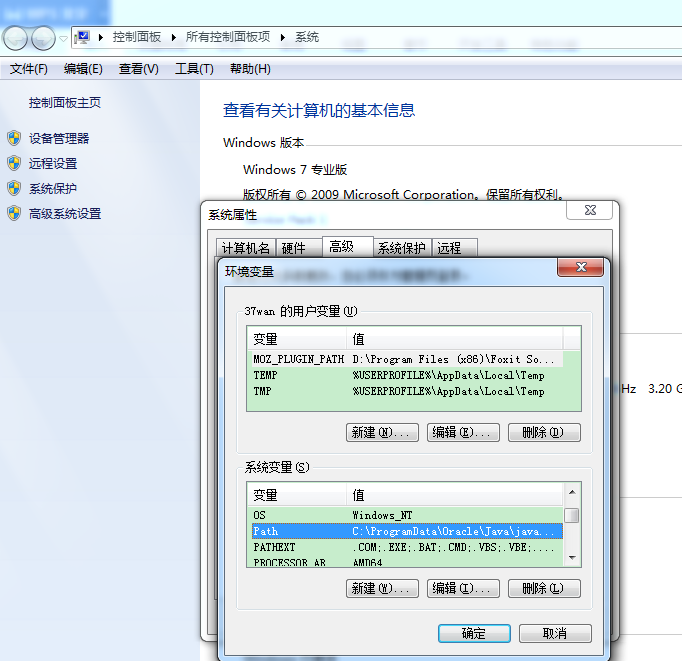 控制面板 ▸ 所有控制面板项 ▸ 系统
文件(F) 编辑(E) 查看(V) 工具(T) 帮助(H)
控制面板主页
设备管理器
远程设置
系统保护
高级系统设置
查看有关计算机的基本信息
Windows 版本
Windows 7 专业版
版权所有 © 2009 Microsoft Corporation。保留所有权利。
Hz 3.20 G
系统属性
计算机名 硬件 高级 系统保护 远程
环境变量
37wan 的用户变量(U)
变量 值
MOZ_PLUGIN_PATH D:\Program Files (x86)\Foxit So...
TEMP %USERPROFILE%\AppData\Local\Temp
TMP %USERPROFILE%\AppData\Local\Temp
新建(N)... 编辑(E)... 删除(D)
系统变量(S)
变量 值
OS Windows_NT
Path C:\ProgramData\Oracle\Java\java...
PATHEXT .COM;.EXE;.BAT;.CMD;.VBS;.VBE;....
PROCESSOR_AR AMD64
新建(W)... 编辑(I)... 删除(L)
确定 取消